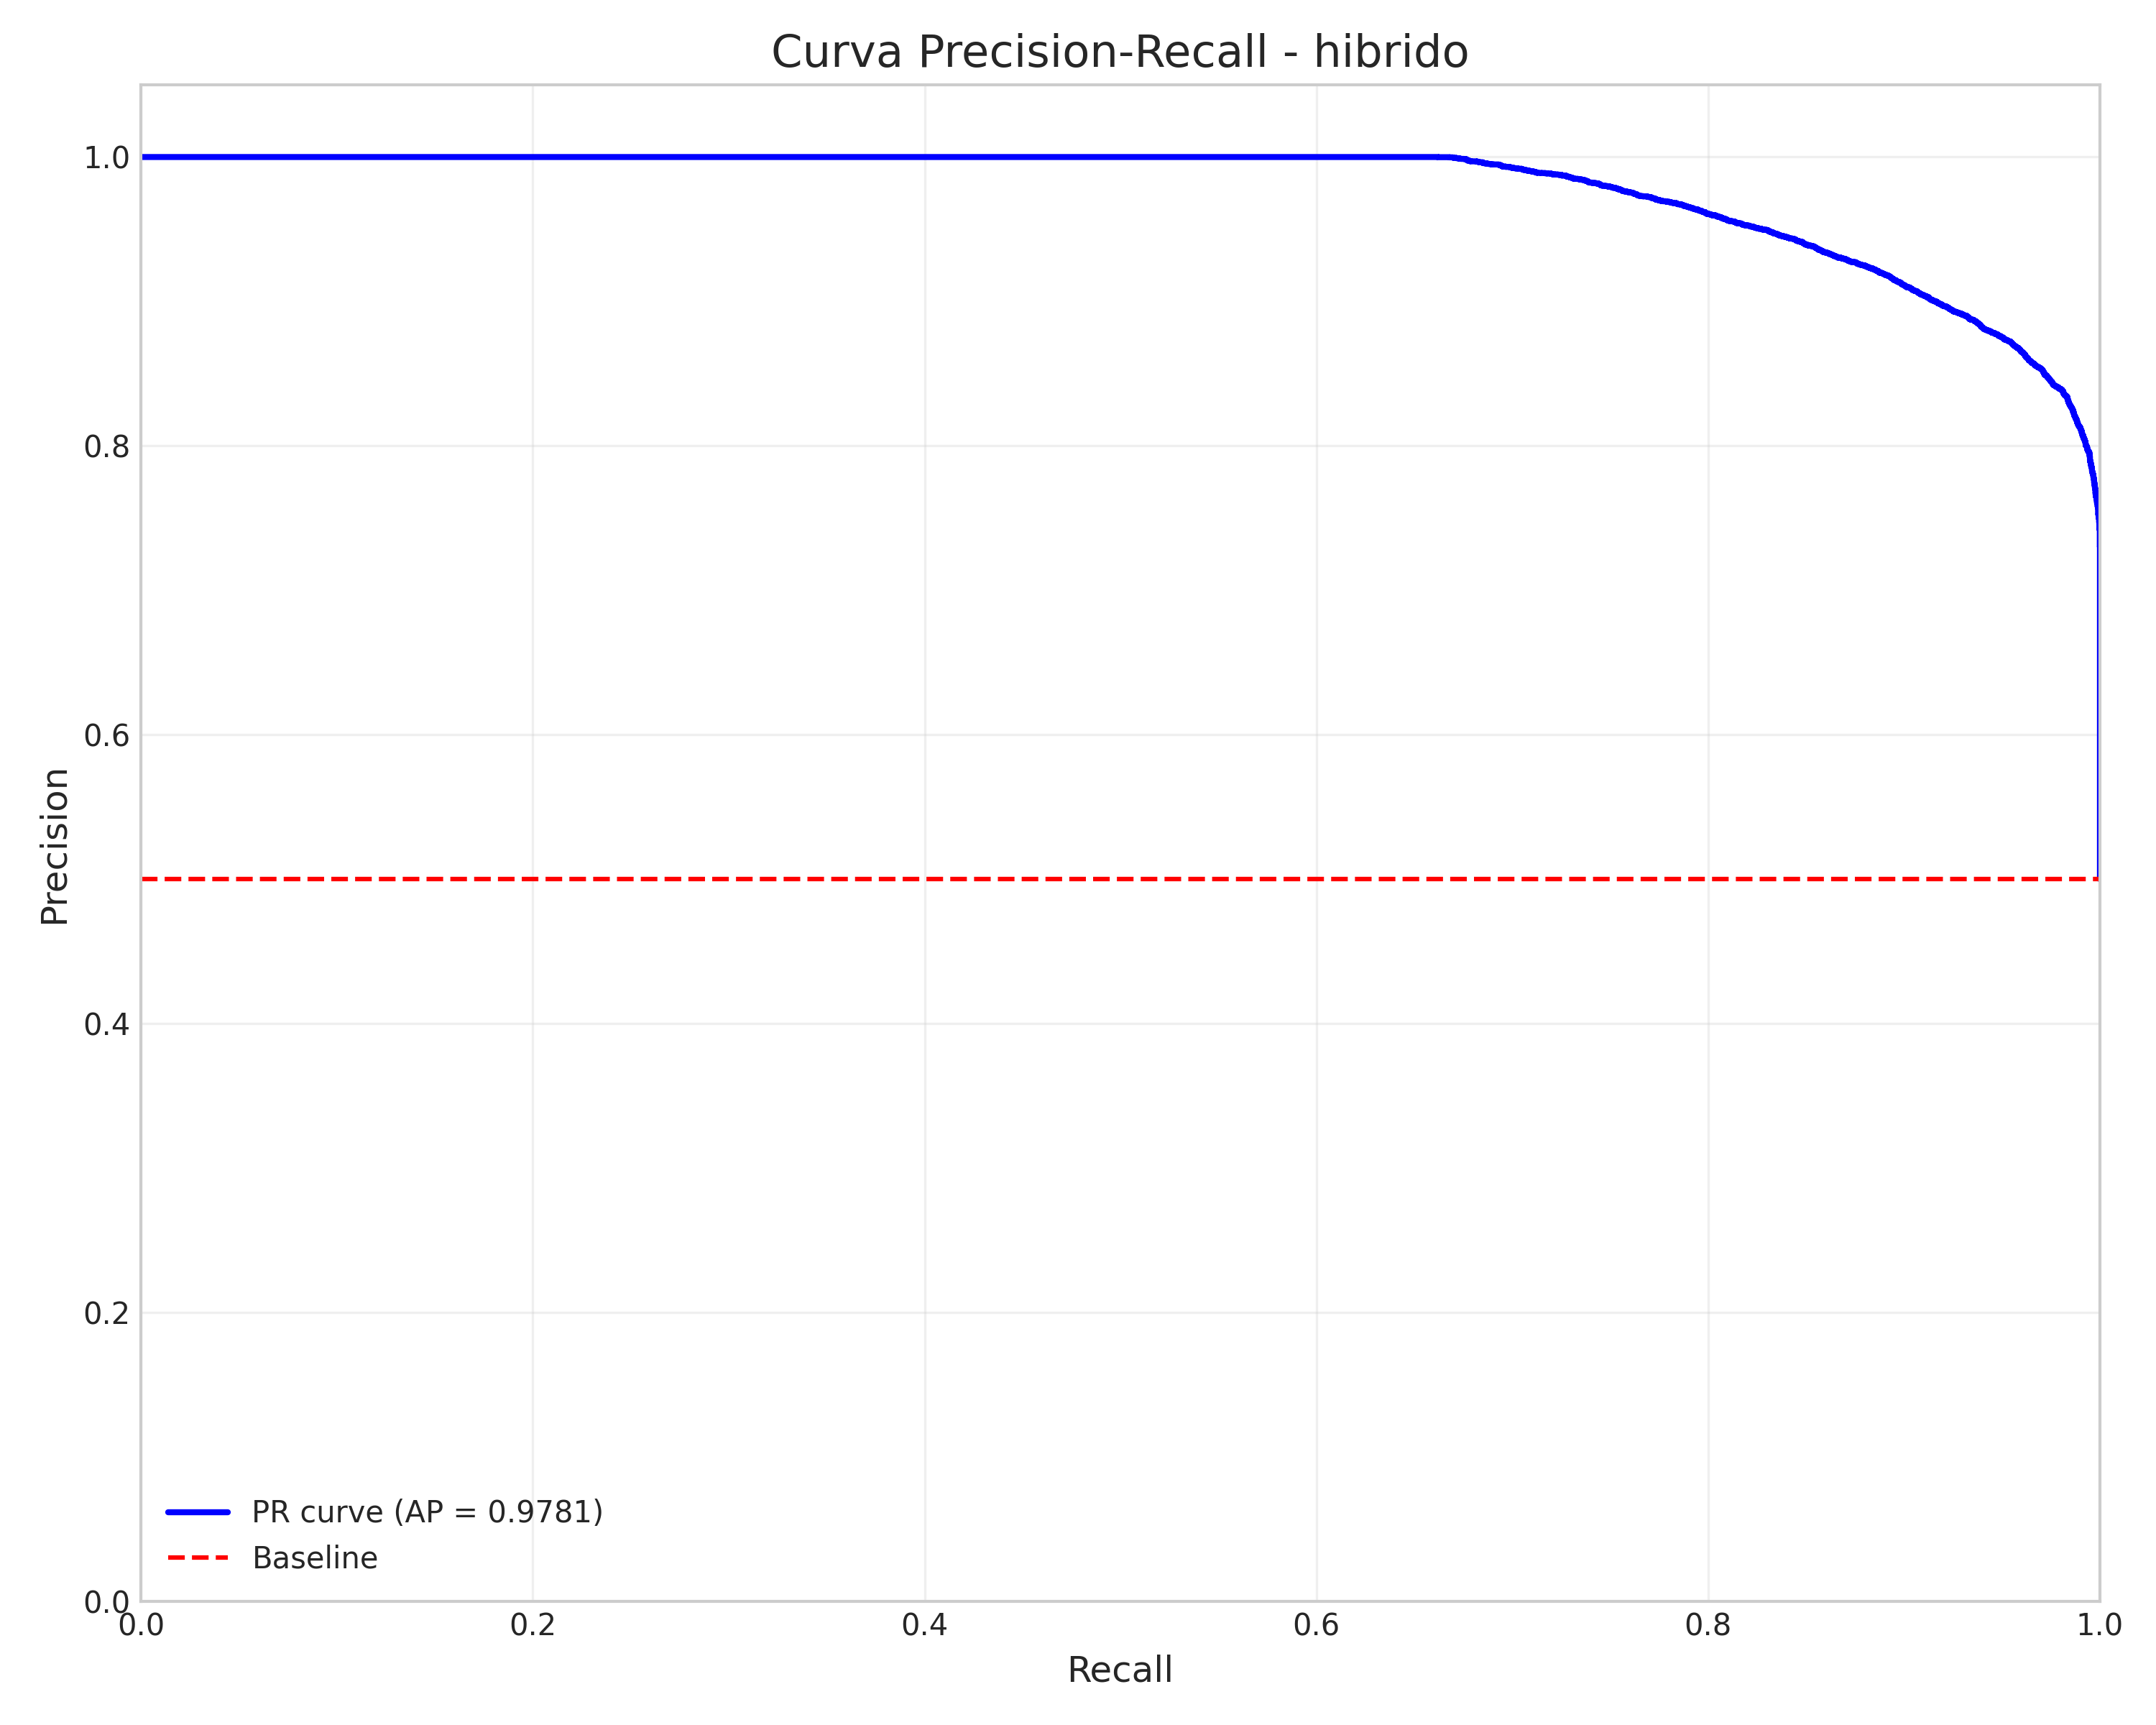 Curva Precision-Recall - hibrido
Precision
1.0
0.8
0.6
0.4
0.2
0.0
PR curve (AP = 0.9781)
Baseline
0.0 0.2 0.4 0.6 0.8 1.0
Recall